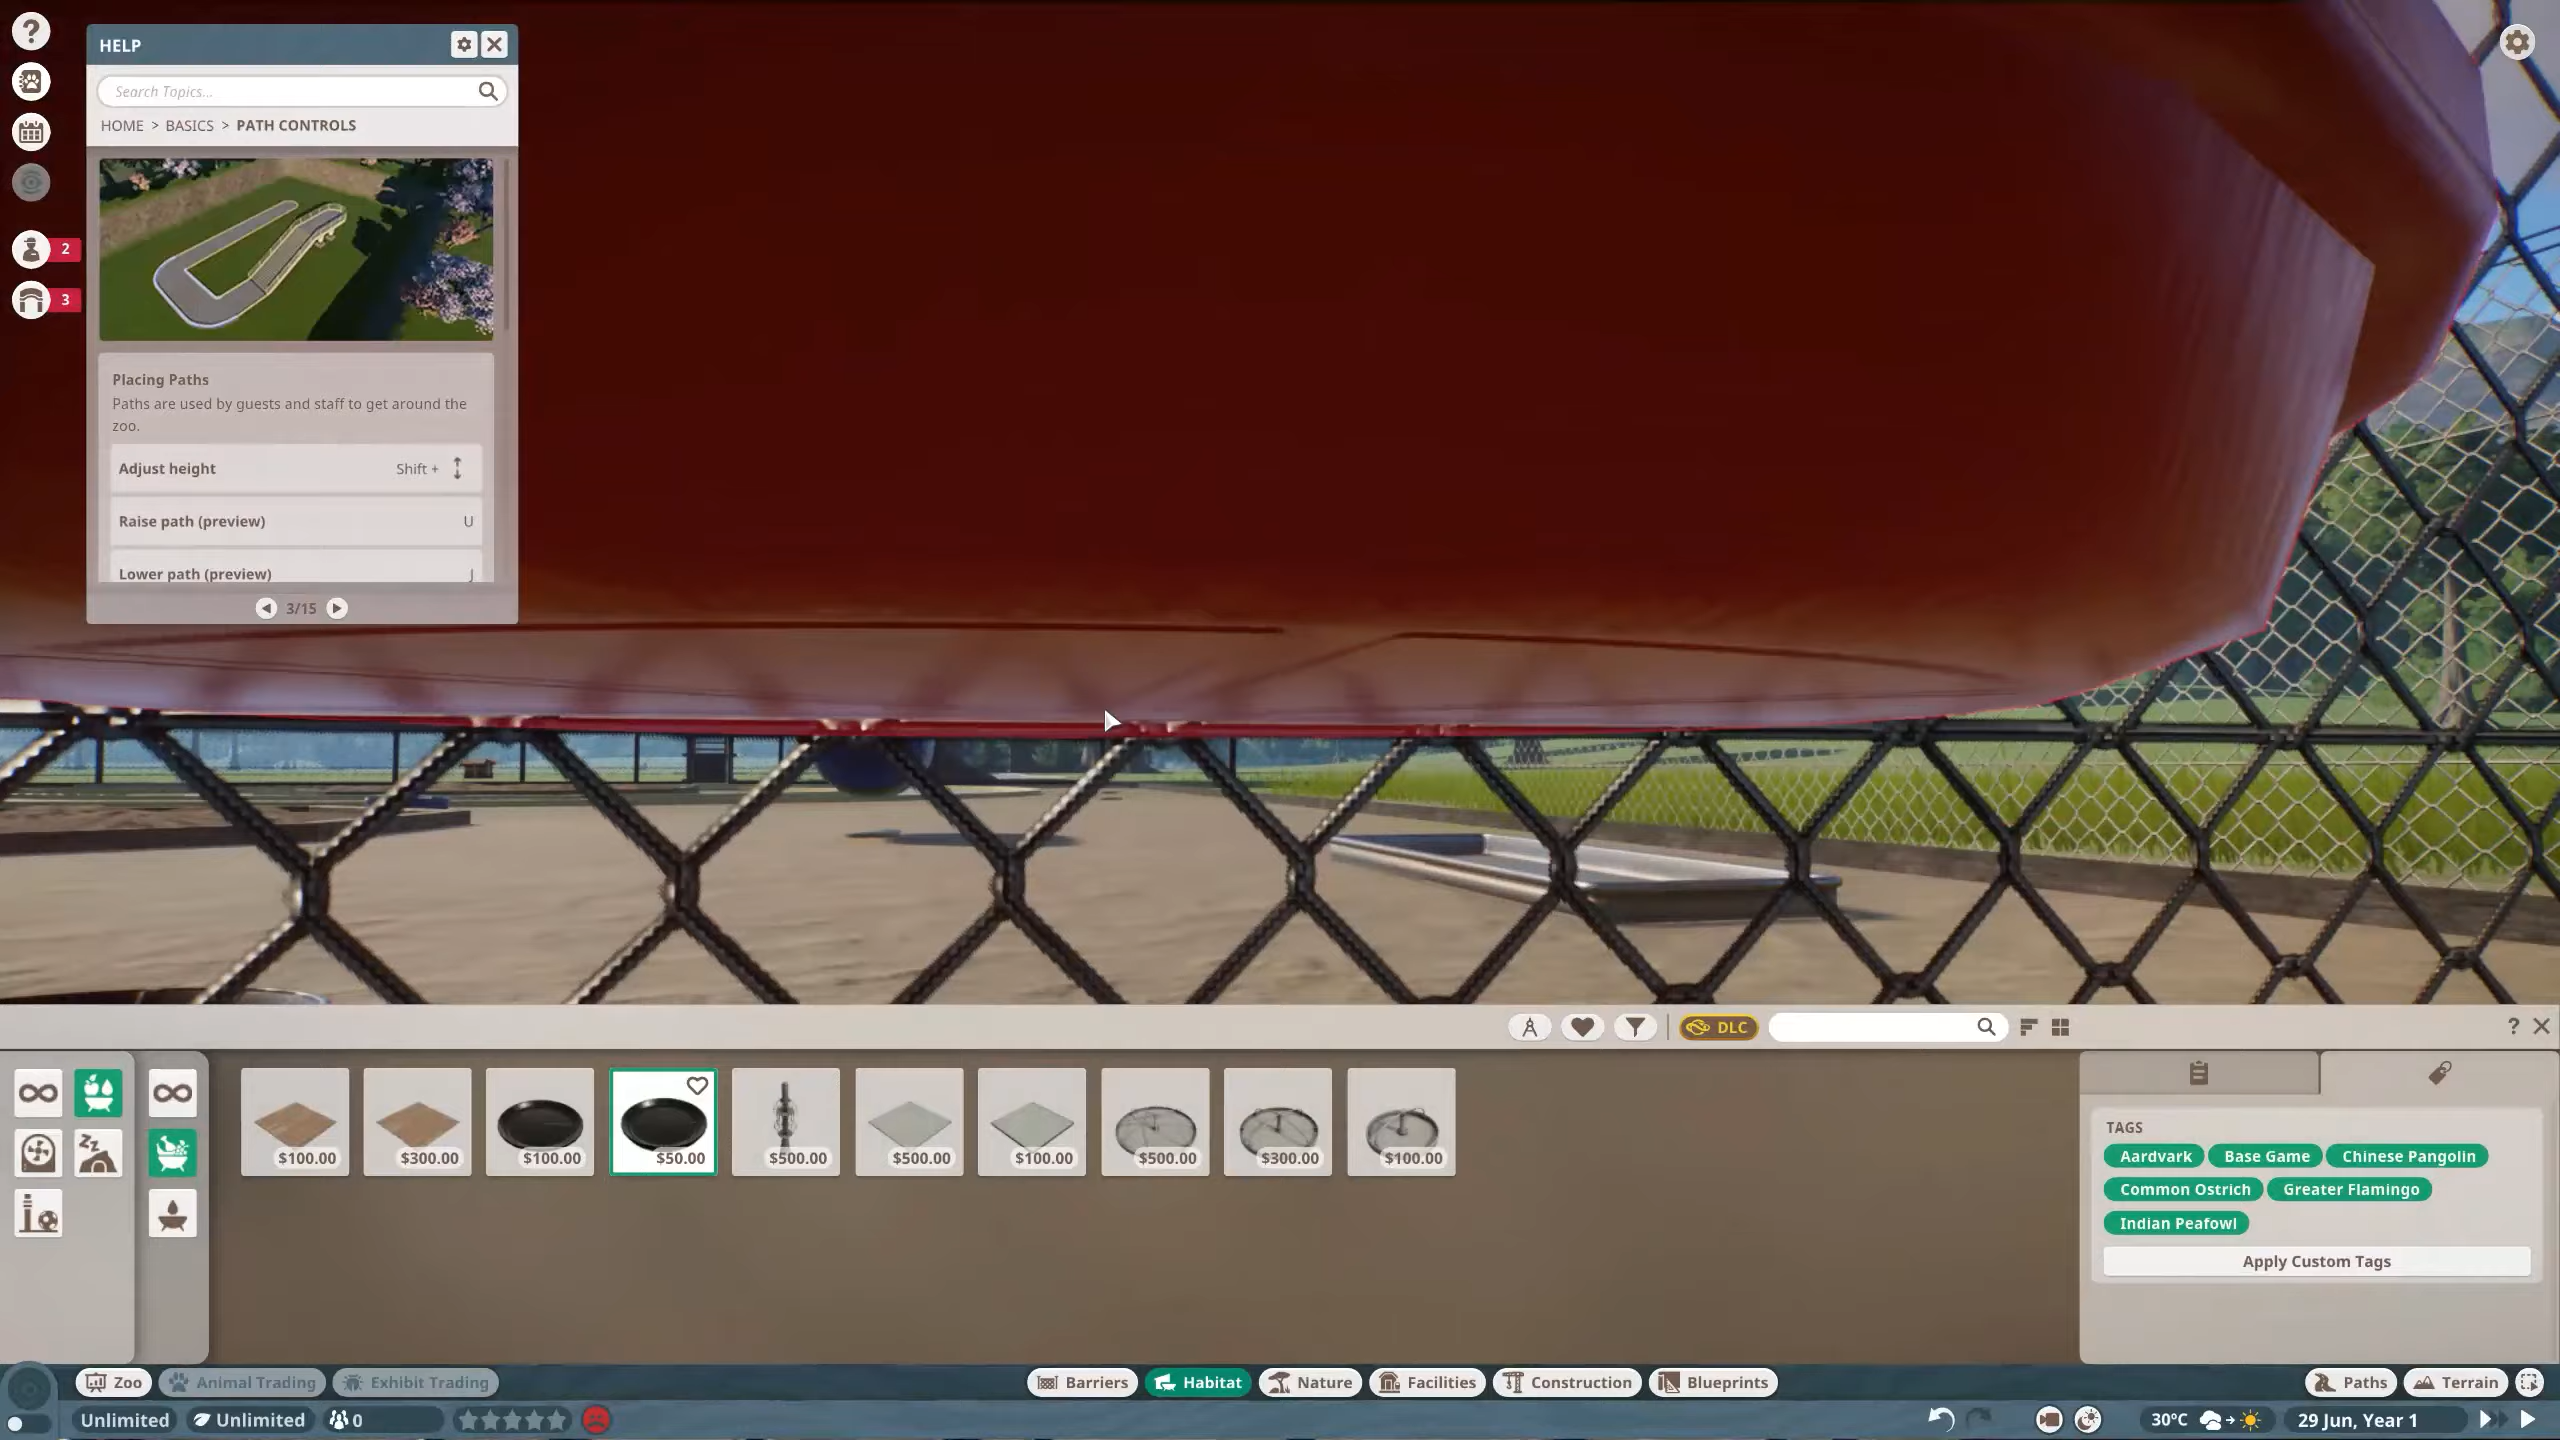 HELP
Search Topics...
HOME > BASICS > PATH CONTROLS
2
3
Placing Paths
Paths are used by guests and staff to get around the
zoo.
Adjust height Shift +
Raise path (preview) U
Lower path (preview) J
3/15
DLC
?
$100.00 $300.00 $100.00 $50.00 $500.00 $500.00 $100.00 $500.00 $300.00 $100.00
TAGS
Aardvark Base Game Chinese Pangolin
Common Ostrich Greater Flamingo
Indian Peafowl
Apply Custom Tags
Zoo Animal Trading Exhibit Trading Barriers Habitat Nature Facilities Construction Blueprints Paths Terrain
Unlimited Unlimited 0 30°C 29 Jun, Year 1